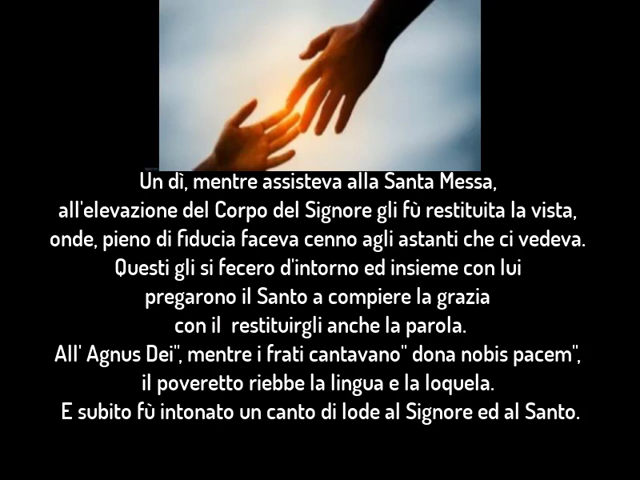 Un dì, mentre assisteva alla Santa Messa,
all'elevazione del Corpo del Signore gli fù restituita la vista,
onde, pieno di fiducia faceva cenno agli astanti che ci vedeva.
Questi gli si fecero d'intorno ed insieme con lui
pregarono il Santo a compiere la grazia
con il  restituirgli anche la parola.
All' Agnus Dei", mentre i frati cantavano" dona nobis pacem",
il poveretto riebbe la lingua e la loquela.
E subito fù intonato un canto di lode al Signore ed al Santo.